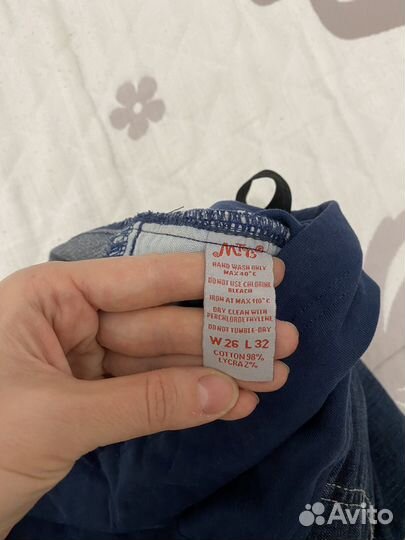 HAND WASH ONLY
MAX 40°C
DO NOT USE CHLORINE
BLEACH
IRON AT MAX 110°C
DRY CLEAN WITH
PERCHLOROETHYLENE
DO NOT TUMBLE-DRY
W 26 L 32
COTTON 98%
LYCRA 2%
Avito